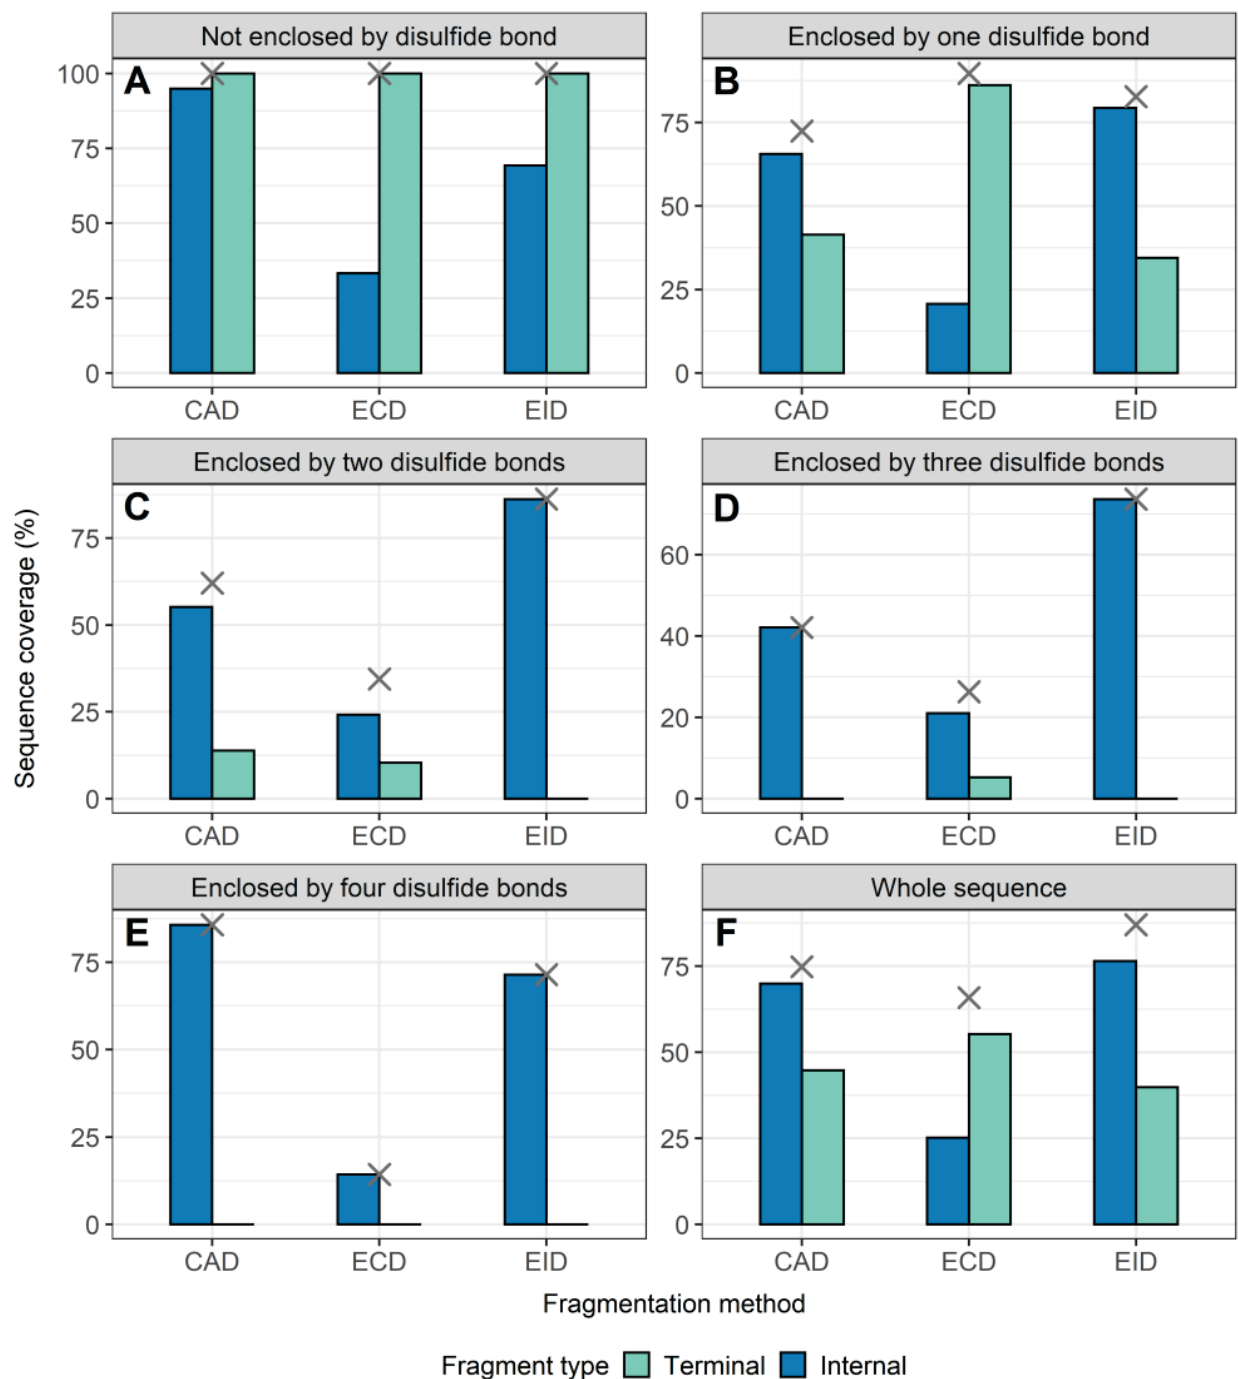 Not enclosed by disulfide bond
Enclosed by one disulfide bond
A
100
75
50
25
0
CAD ECD EID
B
75
50
25
0
CAD ECD EID
Enclosed by two disulfide bonds
Enclosed by three disulfide bonds
Sequence coverage (%)
C
75
50
25
0
CAD ECD EID
D
60
40
20
0
CAD ECD EID
Enclosed by four disulfide bonds
Whole sequence
E
75
50
25
0
CAD ECD EID
F
75
50
25
0
CAD ECD EID
Fragmentation method
Fragment type Terminal Internal